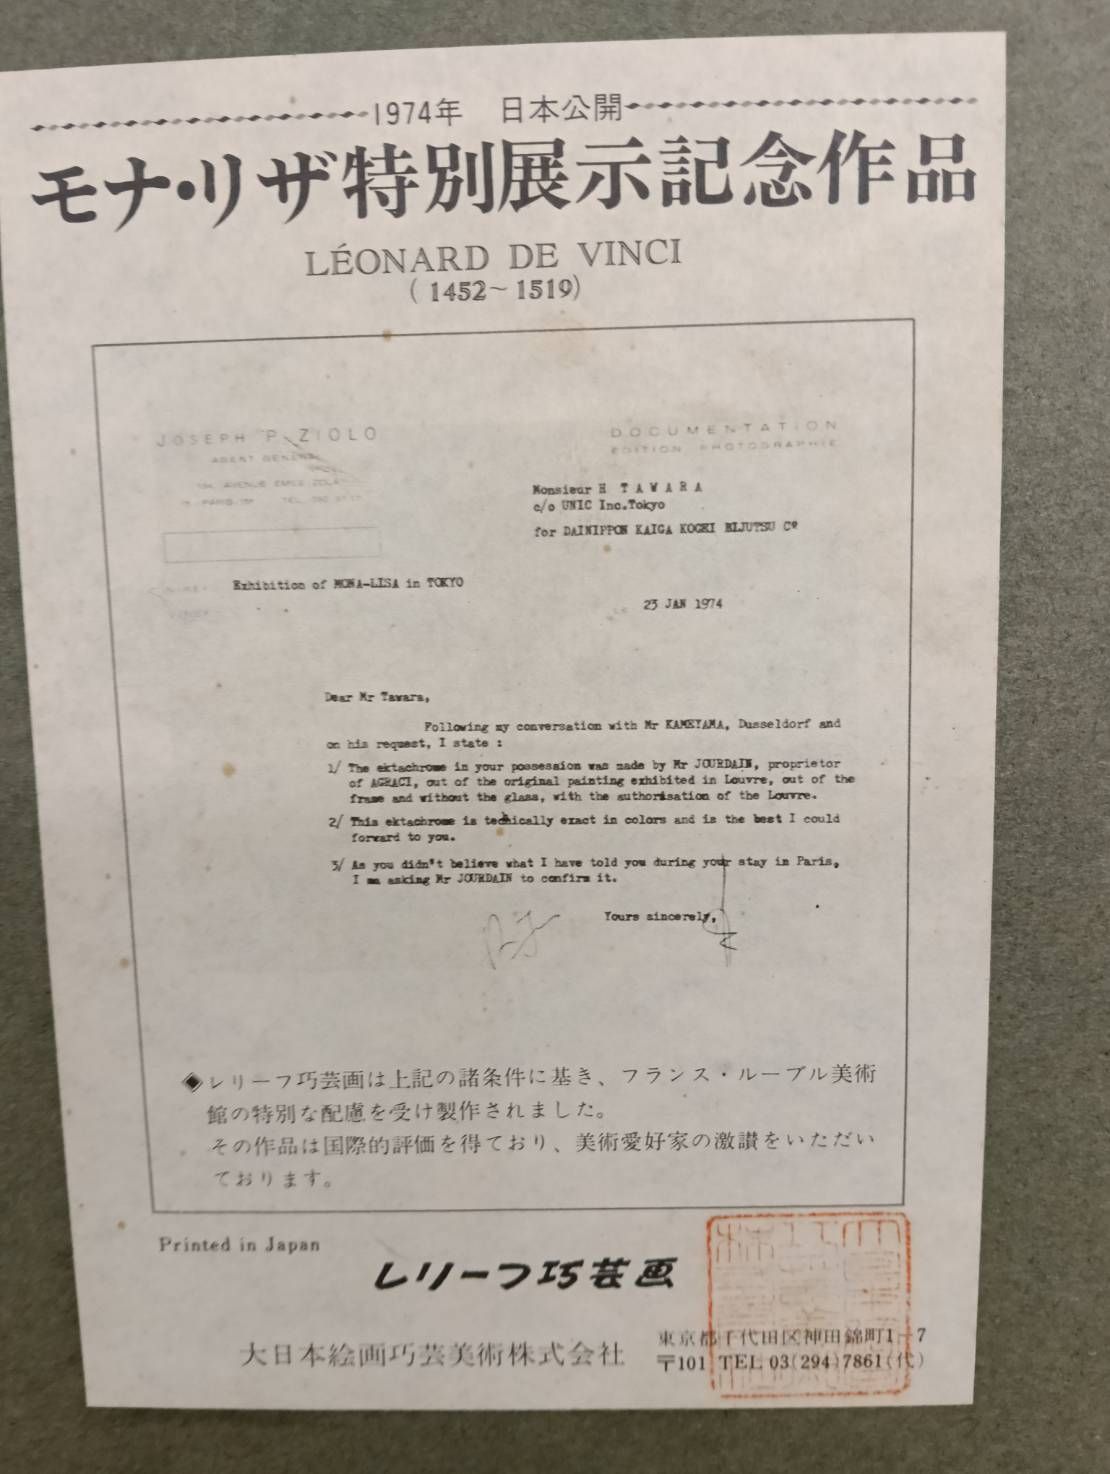 1974年　日本公開
モナ・リザ特別展示記念作品
LÉONARD DE VINCI
(1452~1519)
JOSEPH P. ZIOLO
DOCUMENTATION
AGENT GENERAL
EDITION PHOTOGRAPHIE
AVENUE EMILE ZOLA
PARIS 15e TEL.
Monsieur H TAWARA
c/o UNIC Inc.Tokyo
for DAINIPPON KAIGA KOGEI BIJUTSU Cº
Exhibition of MONA-LISA in TOKYO
23 JAN 1974
Dear Mr Tawara,
Following my conversation with Mr KAMEYAMA, Dusseldorf and
on his request, I state :
1/ The ektachrome in your possession was made by Mr JOURDAIN, proprietor
of AGRACI, out of the original painting exhibited in Louvre, out of the
frame and without the glass, with the authorisation of the Louvre.
2/ This ektachrome is technically exact in colors and is the best I could
forward to you.
3/ As you didn't believe what I have told you during your stay in Paris,
I am asking Mr JOURDAIN to confirm it.
Yours sincerely,
◈レリーフ巧芸画は上記の諸条件に基き、フランス・ルーブル美術
館の特別な配慮を受け製作されました。
その作品は国際的評価を得ており、美術愛好家の激讃をいただい
ております。
Printed in Japan
レリーフ巧芸画
大日本絵画巧芸美術株式会社
東京都千代田区神田錦町1-7
〒101 TEL 03(294)7861(代)